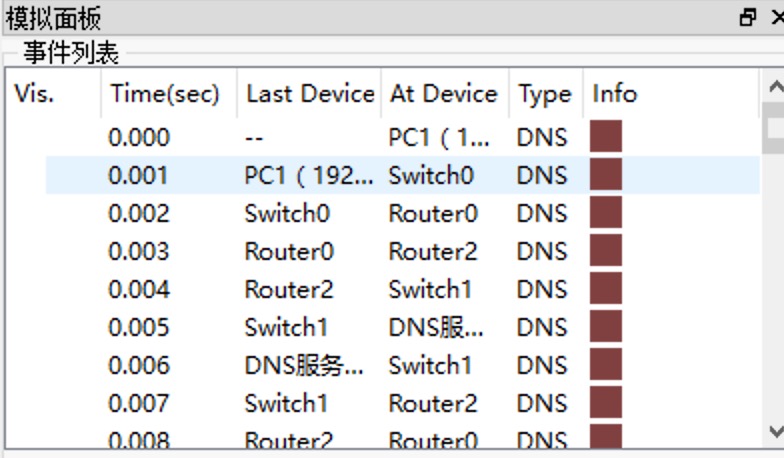 模拟面板
事件列表
Vis. Time(sec) Last Device At Device Type Info
0.000 -- PC1（1... DNS
0.001 PC1（192... Switch0 DNS
0.002 Switch0 Router0 DNS
0.003 Router0 Router2 DNS
0.004 Router2 Switch1 DNS
0.005 Switch1 DNS服... DNS
0.006 DNS服务... Switch1 DNS
0.007 Switch1 Router2 DNS
0.008 Router2 Router0 DNS